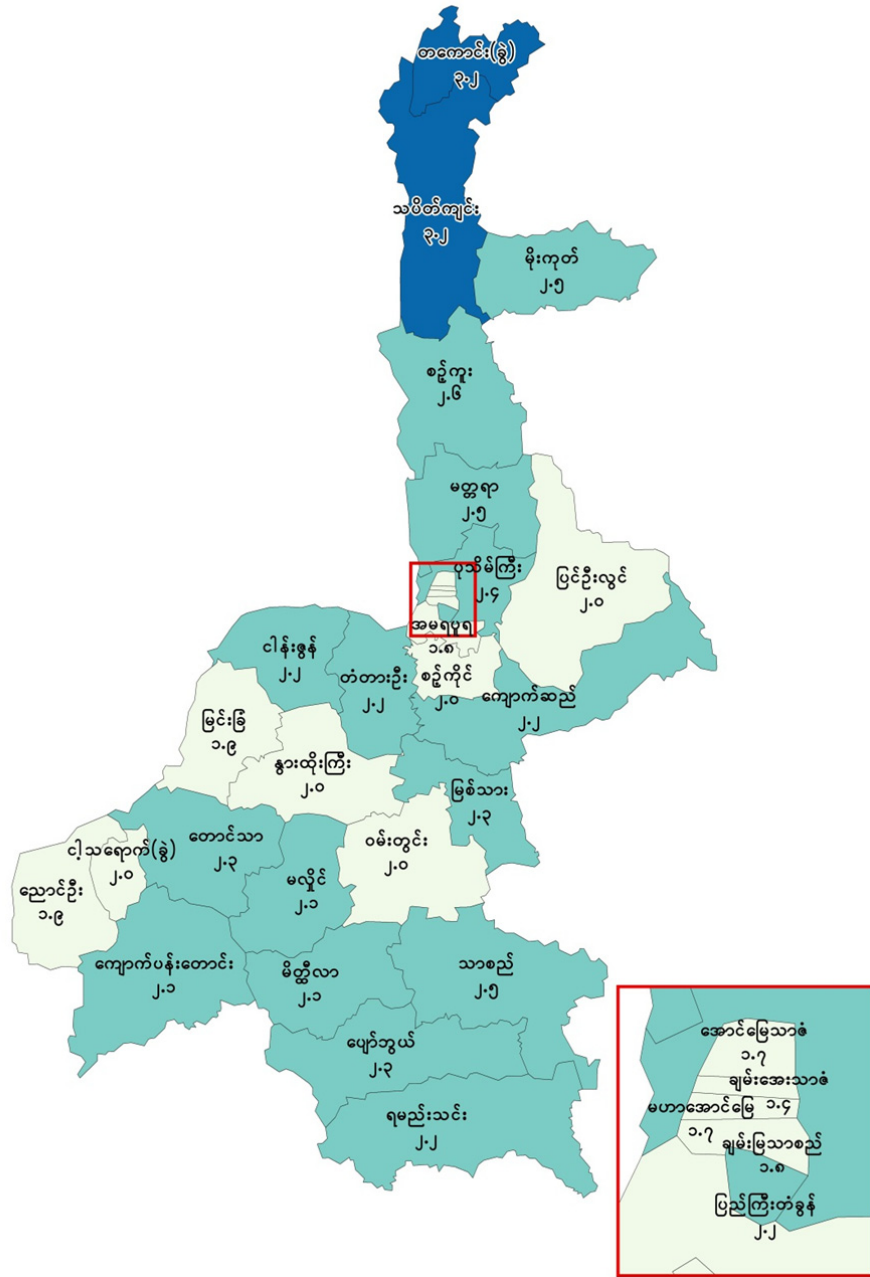 တကောင်း(ခွဲ)
၃.၂
သပိတ်ကျင်း
၃.၂
မိုးကုတ်
၂.၅
စဉ့်ကူး
၂.၆
မတ္တရာ
၂.၅
ပုသိမ်ကြီး
၂.၄
ပြင်ဦးလွင်
၂.၀
အမရပူရ
၁.၈
စဉ့်ကိုင်
၂.၀
ကျောက်ဆည်
၂.၂
ငါန်းဇွန်
၂.၂
တံတားဦး
၂.၂
မြင်းခြံ
၁.၉
နွားထိုးကြီး
၂.၀
မြစ်သား
၂.၃
တောင်သာ
၂.၃
ဝမ်းတွင်း
၂.၀
ငါ့သရောက်(ခွဲ)
၂.၀
မလှိုင်
၂.၁
ညောင်ဦး
၁.၉
ကျောက်ပန်းတောင်း
၂.၁
မိတ္ထီလာ
၂.၁
သာစည်
၂.၅
ပျော်ဘွယ်
၂.၃
ရမည်းသင်း
၂.၂
အောင်မြေသာဇံ
၁.၇
ချမ်းအေးသာဇံ
၁.၄
မဟာအောင်မြေ
၁.၇
ချမ်းမြသာစည်
၁.၈
ပြည်ကြီးတံခွန်
၂.၂